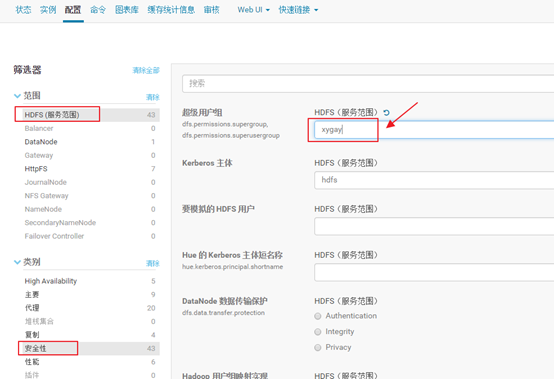 状态 实例 配置 命令 图表库 缓存统计信息 审核 Web UI 快速链接
筛选器 清除全部
搜索
范围 清除
HDFS (服务范围) 43
Balancer 0
DataNode 1
Gateway 0
HttpFS 7
JournalNode 0
NFS Gateway 0
NameNode 0
SecondaryNameNode 0
Failover Controller 0
类别 清除
High Availability 5
主要 9
代理 20
堆栈集合 0
复制 4
安全性 43
性能 6
插件 0
超级用户组 HDFS（服务范围）
dfs.permissions.supergroup,
dfs.permissions.superusergroup
xygay
Kerberos 主体 HDFS（服务范围）
hdfs
要模拟的 HDFS 用户 HDFS（服务范围）
Hue 的 Kerberos 主体短名称 HDFS（服务范围）
hue.kerberos.principal.shortname
DataNode 数据传输保护 HDFS（服务范围）
dfs.data.transfer.protection
Authentication
Integrity
Privacy
Hadoop 用户组映射实现 HDFS（服务范围）